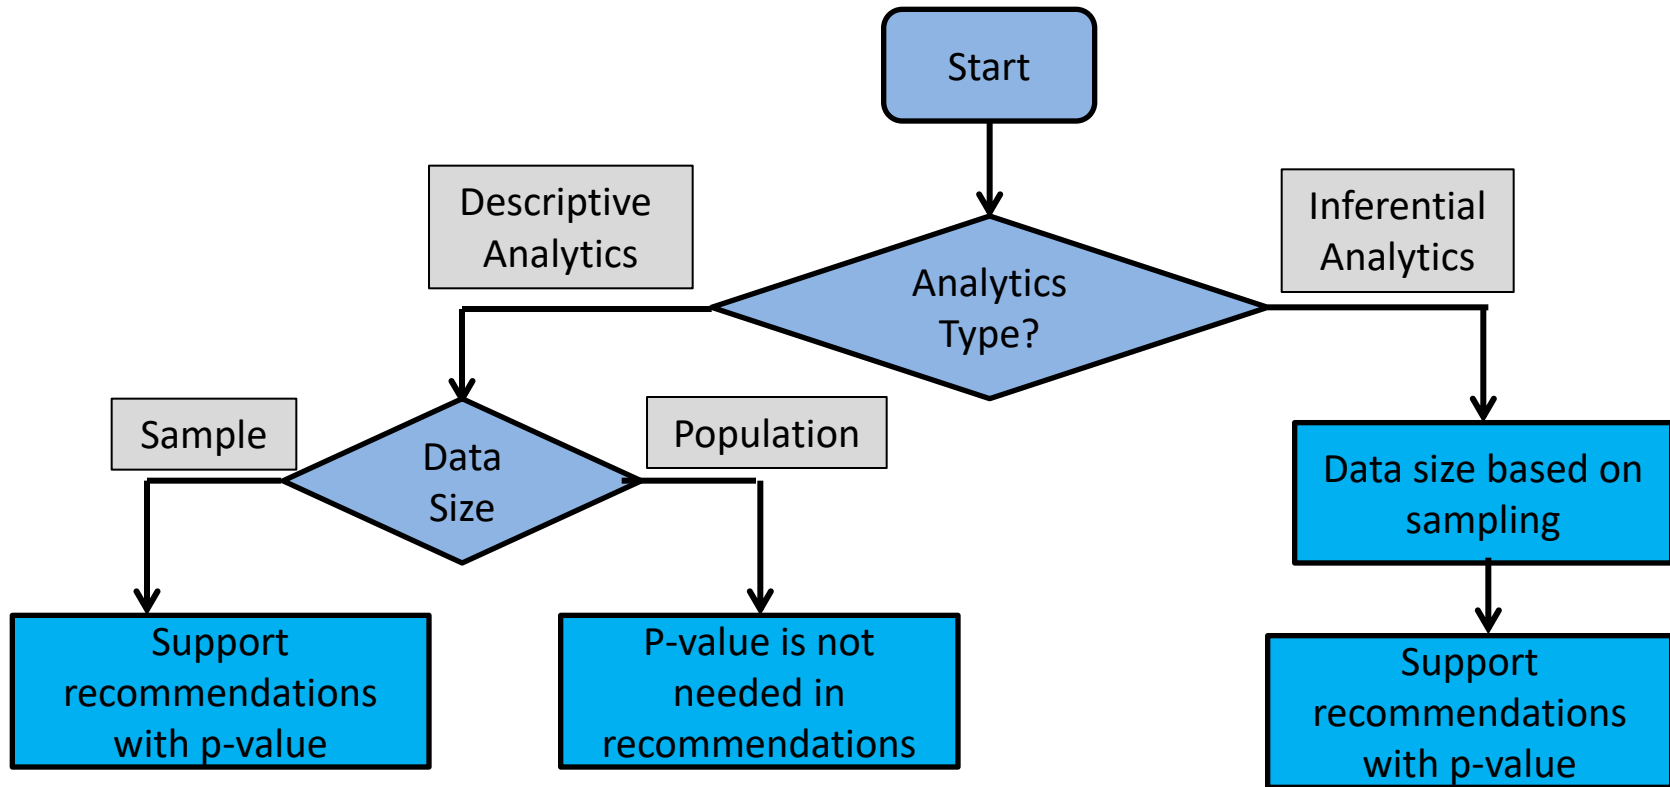 Start
Descriptive
Analytics
Inferential
Analytics
Analytics
Type?
Sample
Population
Data
Size
Data size based on
sampling
Support
recommendations
with p-value
P-value is not
needed in
recommendations
Support
recommendations
with p-value